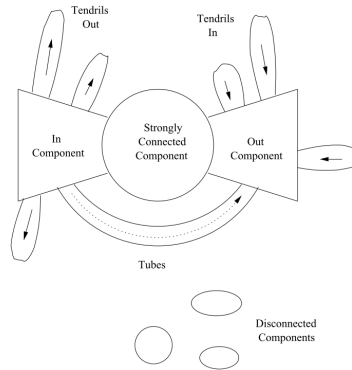 Tendrils
Out
Tendrils
In
In
Component
Strongly
Connected
Component
Out
Component
Tubes
Disconnected
Components